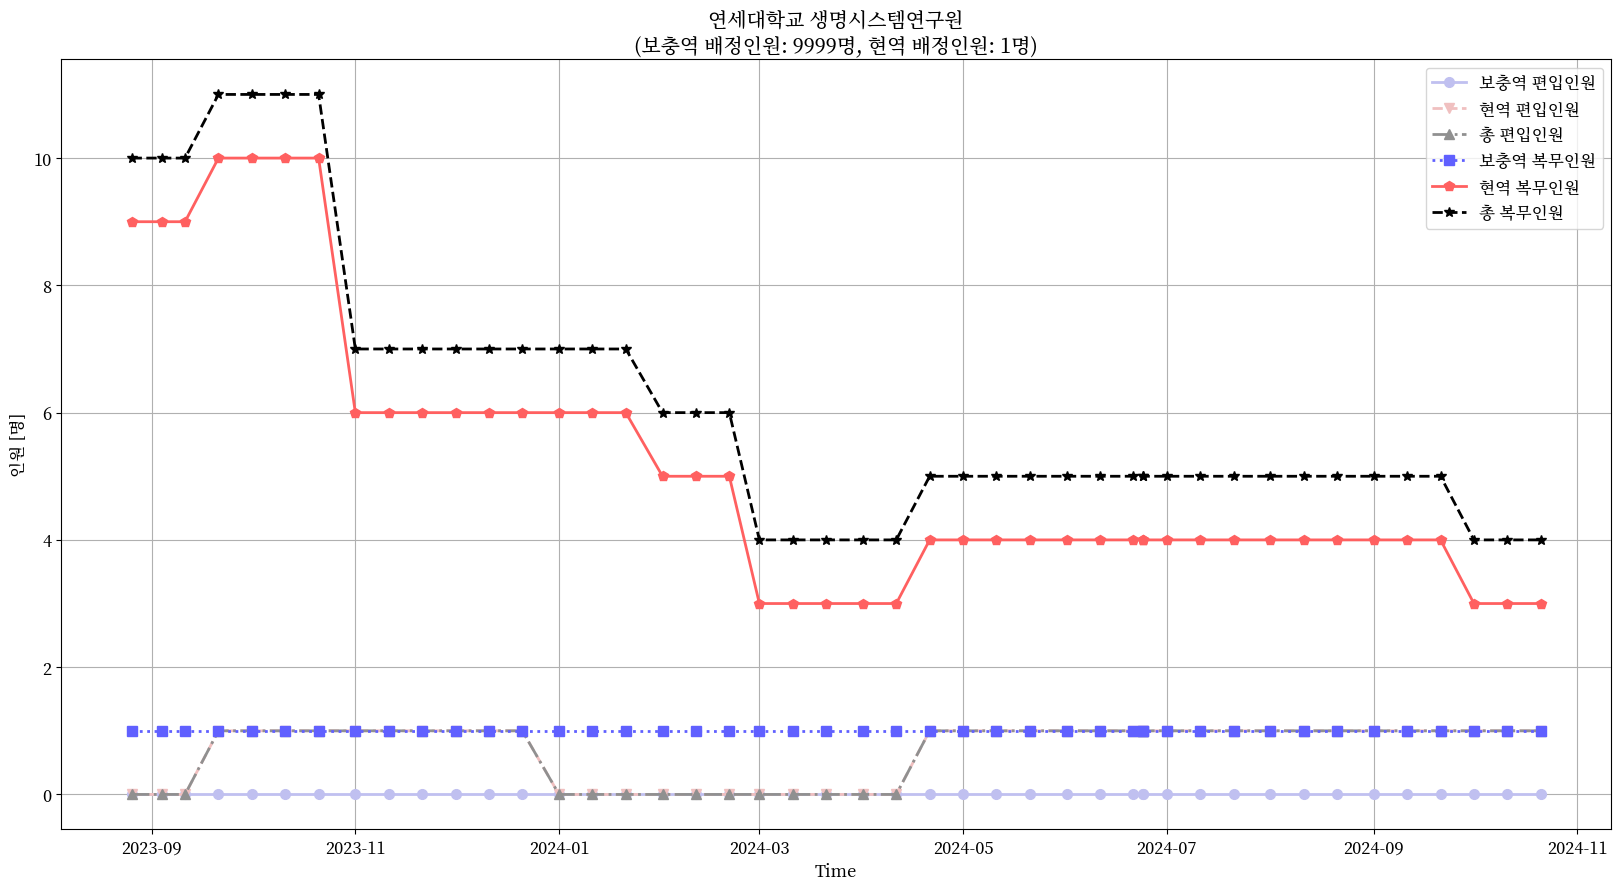 연세대학교 생명시스템연구원
(보충역 배정인원: 9999명, 현역 배정인원: 1명)
보충역 편입인원
현역 편입인원
총 편입인원
보충역 복무인원
현역 복무인원
총 복무인원
인원 [명]
10
8
6
4
2
0
2023-09
2023-11
2024-01
2024-03
2024-05
2024-07
2024-09
2024-11
Time